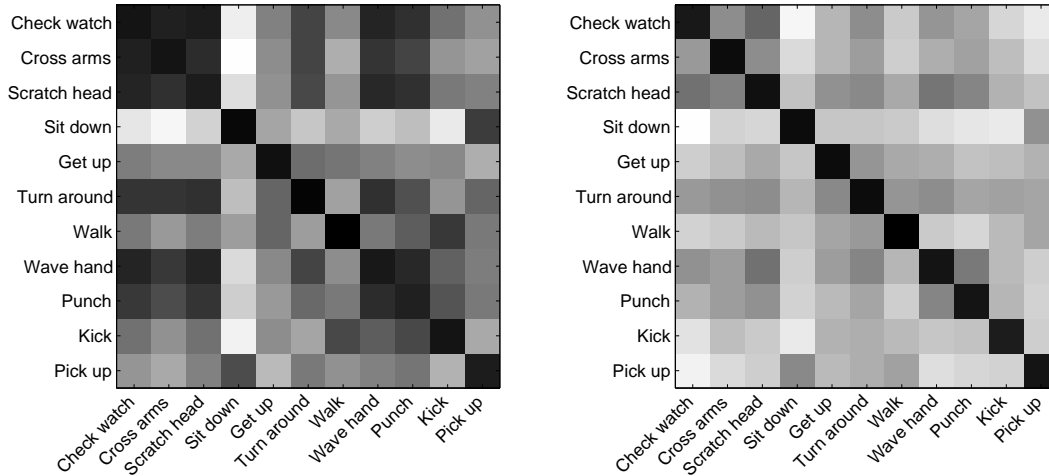 Check watch
Cross arms
Scratch head
Sit down
Get up
Turn around
Walk
Wave hand
Punch
Kick
Pick up
Check watch
Cross arms
Scratch head
Sit down
Get up
Turn around
Walk
Wave hand
Punch
Kick
Pick up
Check watch
Cross arms
Scratch head
Sit down
Get up
Turn around
Walk
Wave hand
Punch
Kick
Pick up
Check watch
Cross arms
Scratch head
Sit down
Get up
Turn around
Walk
Wave hand
Punch
Kick
Pick up